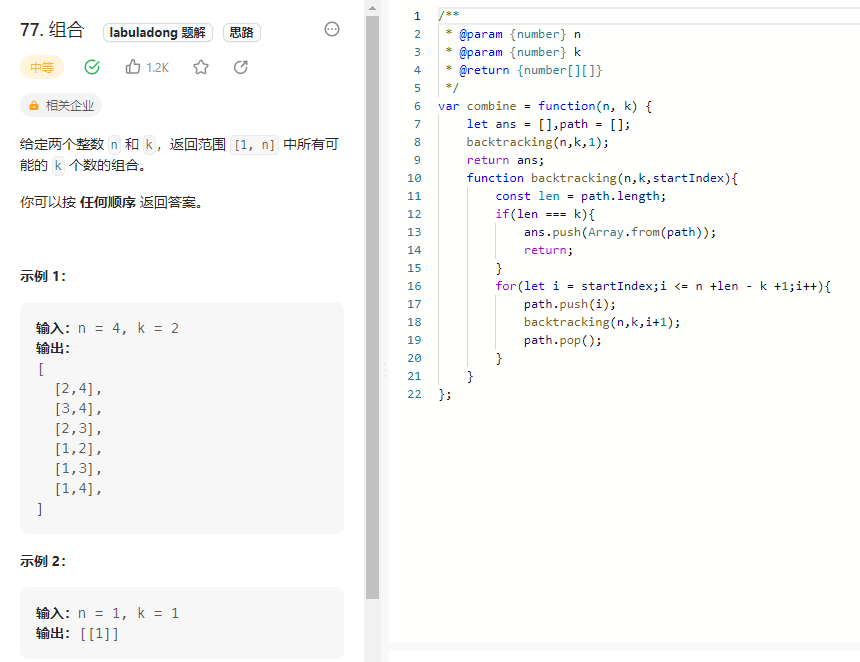 77. 组合 labuladong 题解 思路
中等 1.2K
相关企业
给定两个整数 n 和 k，返回范围 [1, n] 中所有可
能的 k 个数的组合。
你可以按 任何顺序 返回答案。
示例 1：
输入：n = 4, k = 2
输出：
[
  [2,4],
  [3,4],
  [2,3],
  [1,2],
  [1,3],
  [1,4],
]
示例 2：
输入：n = 1, k = 1
输出：[[1]]
1 /**
2  * @param {number} n
3  * @param {number} k
4  * @return {number[][]}
5  */
6 var combine = function(n, k) {
7     let ans = [],path = [];
8     backtracking(n,k,1);
9     return ans;
10     function backtracking(n,k,startIndex){
11         const len = path.length;
12         if(len === k){
13             ans.push(Array.from(path));
14             return;
15         }
16         for(let i = startIndex;i <= n +len - k +1;i++){
17             path.push(i);
18             backtracking(n,k,i+1);
19             path.pop();
20         }
21     }
22 };